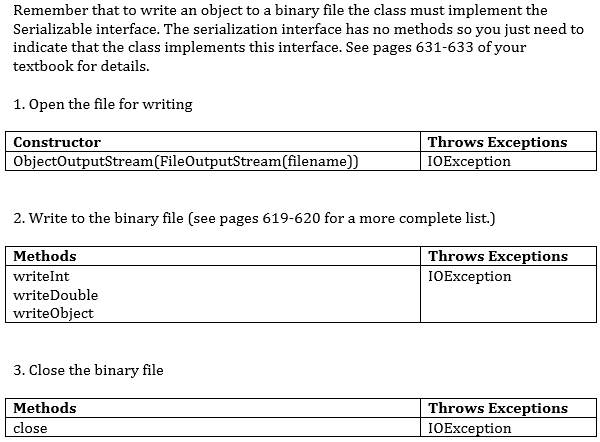 Remember that to write an object to a binary file the class must implement the
Serializable interface. The serialization interface has no methods so you just need to
indicate that the class implements this interface. See pages 631-633 of your
textbook for details.
1. Open the file for writing
Constructor Throws Exceptions
ObjectOutputStream(FileOutputStream(filename)) IOException
2. Write to the binary file (see pages 619-620 for a more complete list.)
Methods Throws Exceptions
writeInt IOException
writeDouble
writeObject
3. Close the binary file
Methods Throws Exceptions
close IOException